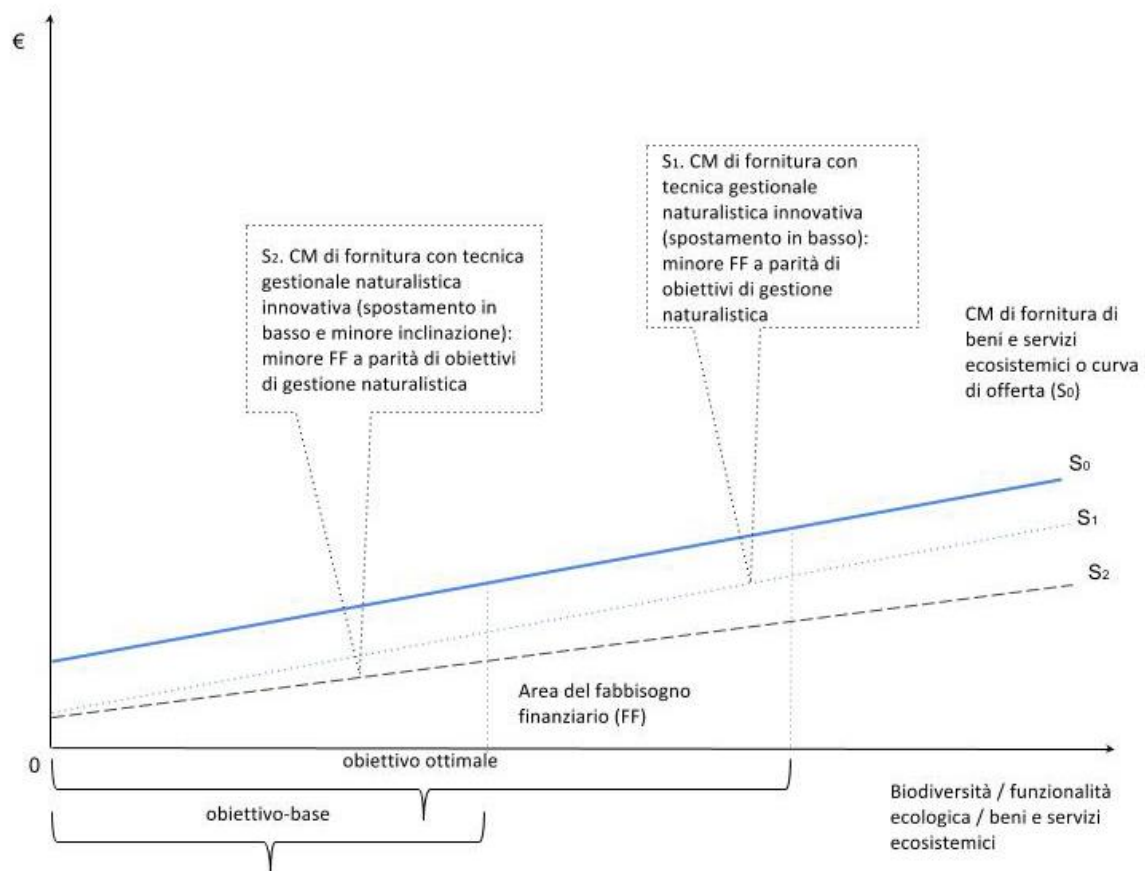 €
S₁. CM di fornitura con
tecnica gestionale
naturalistica innovativa
(spostamento in basso):
minore FF a parità di
obiettivi di gestione
naturalistica
S₂. CM di fornitura con tecnica
gestionale naturalistica
innovativa (spostamento in
basso e minore inclinazione):
minore FF a parità di obiettivi
di gestione naturalistica
CM di fornitura di
beni e servizi
ecosistemici o curva
di offerta (S₀)
S₀
S₁
S₂
Area del fabbisogno
finanziario (FF)
0
obiettivo ottimale
obiettivo-base
Biodiversità / funzionalità
ecologica / beni e servizi
ecosistemici